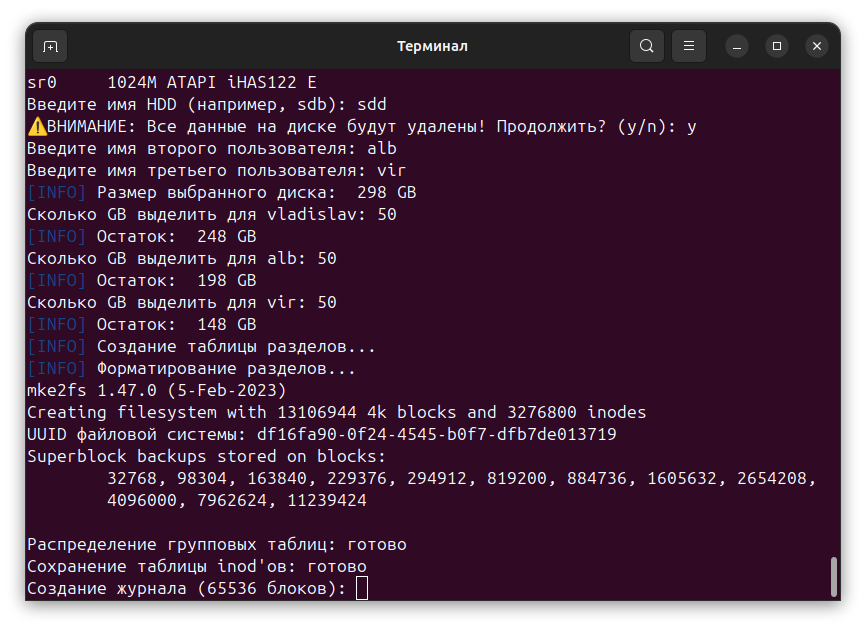 Терминал
sr0     1024M ATAPI iHAS122 E
Введите имя HDD (например, sdb): sdd
⚠️ВНИМАНИЕ: Все данные на диске будут удалены! Продолжить? (y/n): y
Введите имя второго пользователя: alb
Введите имя третьего пользователя: vir
[INFO] Размер выбранного диска:  298 GB
Сколько GB выделить для vladislav: 50
[INFO] Остаток:  248 GB
Сколько GB выделить для alb: 50
[INFO] Остаток:  198 GB
Сколько GB выделить для vir: 50
[INFO] Остаток:  148 GB
[INFO] Создание таблицы разделов...
[INFO] Форматирование разделов...
mke2fs 1.47.0 (5-Feb-2023)
Creating filesystem with 13106944 4k blocks and 3276800 inodes
UUID файловой системы: df16fa90-0f24-4545-b0f7-dfb7de013719
Superblock backups stored on blocks:
        32768, 98304, 163840, 229376, 294912, 819200, 884736, 1605632, 2654208,
        4096000, 7962624, 11239424
Распределение групповых таблиц: готово
Сохранение таблицы inod'ов: готово
Создание журнала (65536 блоков):